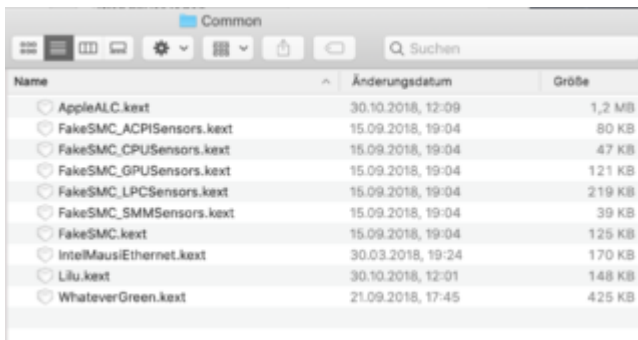 Common
Suchen
Name Änderungsdatum Größe
AppleALC.kext 30.10.2018, 12:09 1,2 MB
FakeSMC_ACPISensors.kext 15.09.2018, 19:04 80 KB
FakeSMC_CPUSensors.kext 15.09.2018, 19:04 47 KB
FakeSMC_GPUSensors.kext 15.09.2018, 19:04 121 KB
FakeSMC_LPCSensors.kext 15.09.2018, 19:04 219 KB
FakeSMC_SMMSensors.kext 15.09.2018, 19:04 39 KB
FakeSMC.kext 15.09.2018, 19:04 125 KB
IntelMausiEthernet.kext 30.03.2018, 19:24 170 KB
Lilu.kext 30.10.2018, 12:01 148 KB
WhateverGreen.kext 21.09.2018, 17:45 425 KB